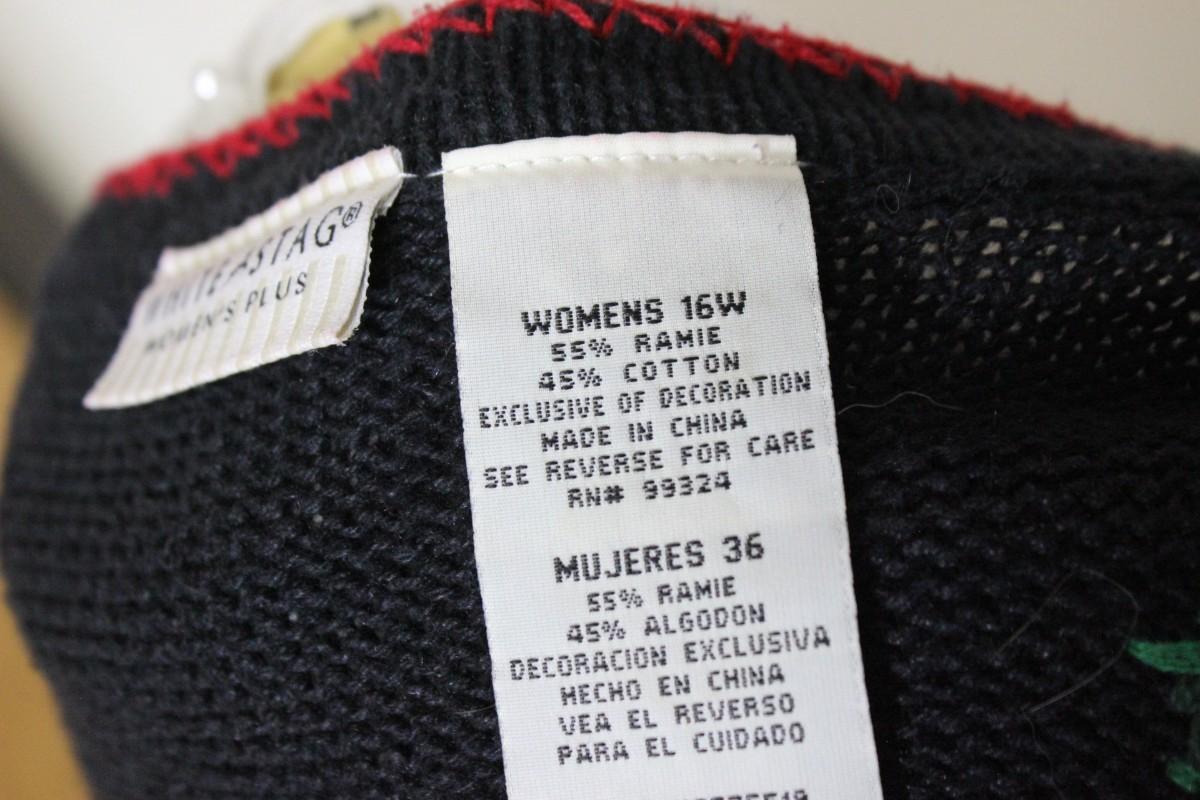 WHITE STAG®
WOMEN'S PLUS
WOMENS 16W
55% RAMIE
45% COTTON
EXCLUSIVE OF DECORATION
MADE IN CHINA
SEE REVERSE FOR CARE
RN# 99324
MUJERES 36
55% RAMIE
45% ALGODON
DECORACION EXCLUSIVA
HECHO EN CHINA
VEA EL REVERSO
PARA EL CUIDADO